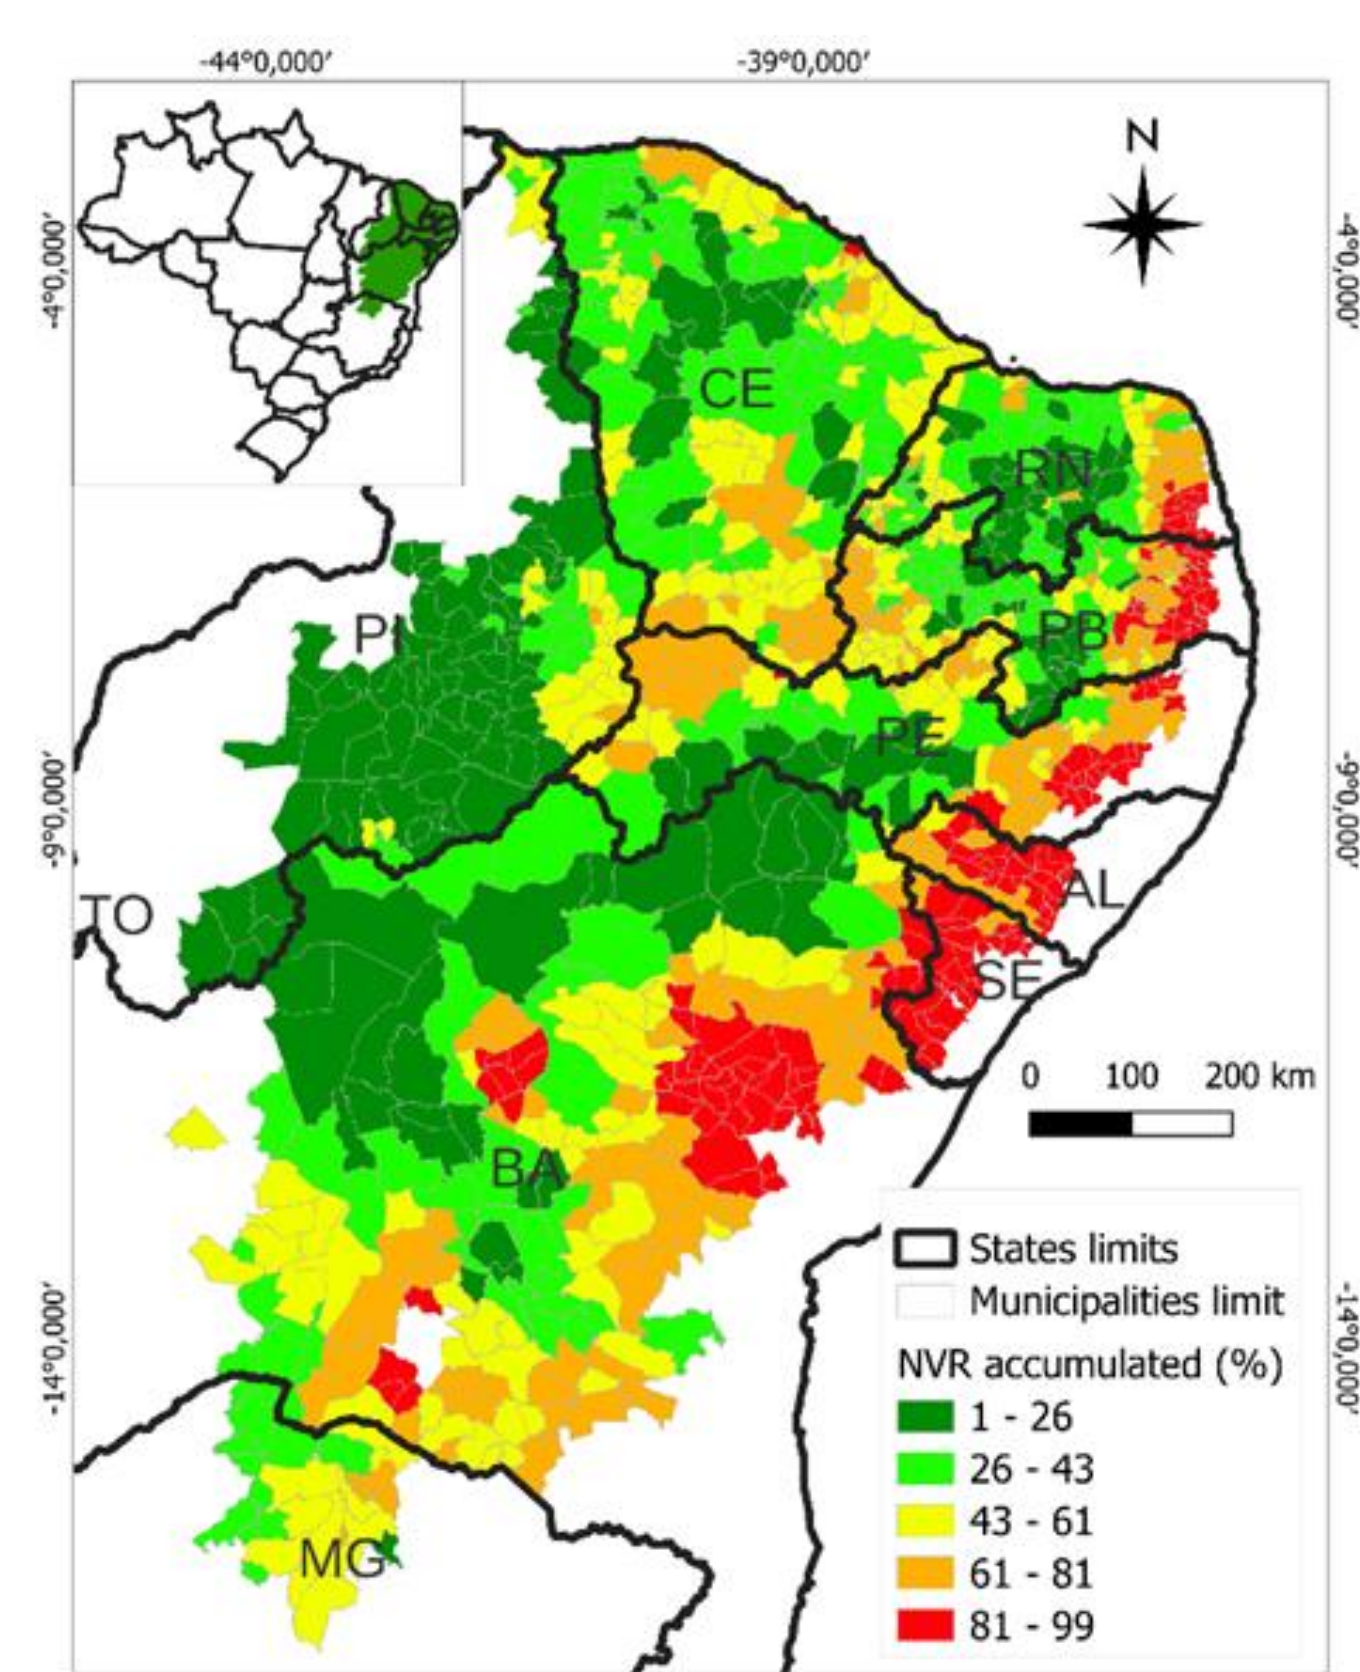 -44°0,000′
-39°0,000′
N
-4°0,000′
-4°0,000′
CE
RN
PI
PB
PE
-9°0,000′
-9°0,000′
TO
AL
SE
0 100 200 km
BA
States limits
Municipalities limit
-14°0,000′
-14°0,000′
NVR accumulated (%)
1 - 26
26 - 43
43 - 61
MG
61 - 81
81 - 99